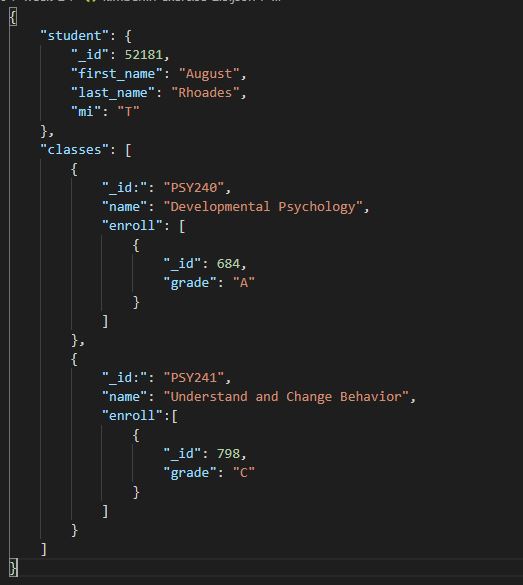 {
"student": {
"_id": 52181,
"first_name": "August",
"last_name": "Rhoades",
"mi": "T"
},
"classes": [
{
"_id:": "PSY240",
"name": "Developmental Psychology",
"enroll": [
{
"_id": 684,
"grade": "A"
}
]
},
{
"_id:": "PSY241",
"name": "Understand and Change Behavior",
"enroll":[
{
"_id": 798,
"grade": "C"
}
]
}
]
}